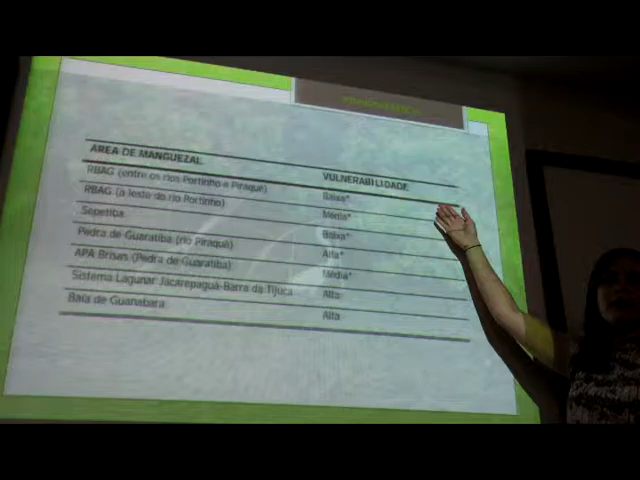 ÁREA DE MANGUEZAL VULNERABILIDADE
RBAG (entre os rios Portinho e Piraquê) Baixa*
RBAG (a leste do rio Portinho) Média*
Sepetiba Baixa*
Pedra de Guaratiba (rio Piraquê) Alta*
APA Brisas (Pedra de Guaratiba) Média*
Sistema Lagunar Jacarepaguá-Barra da Tijuca Alta
Baía de Guanabara Alta